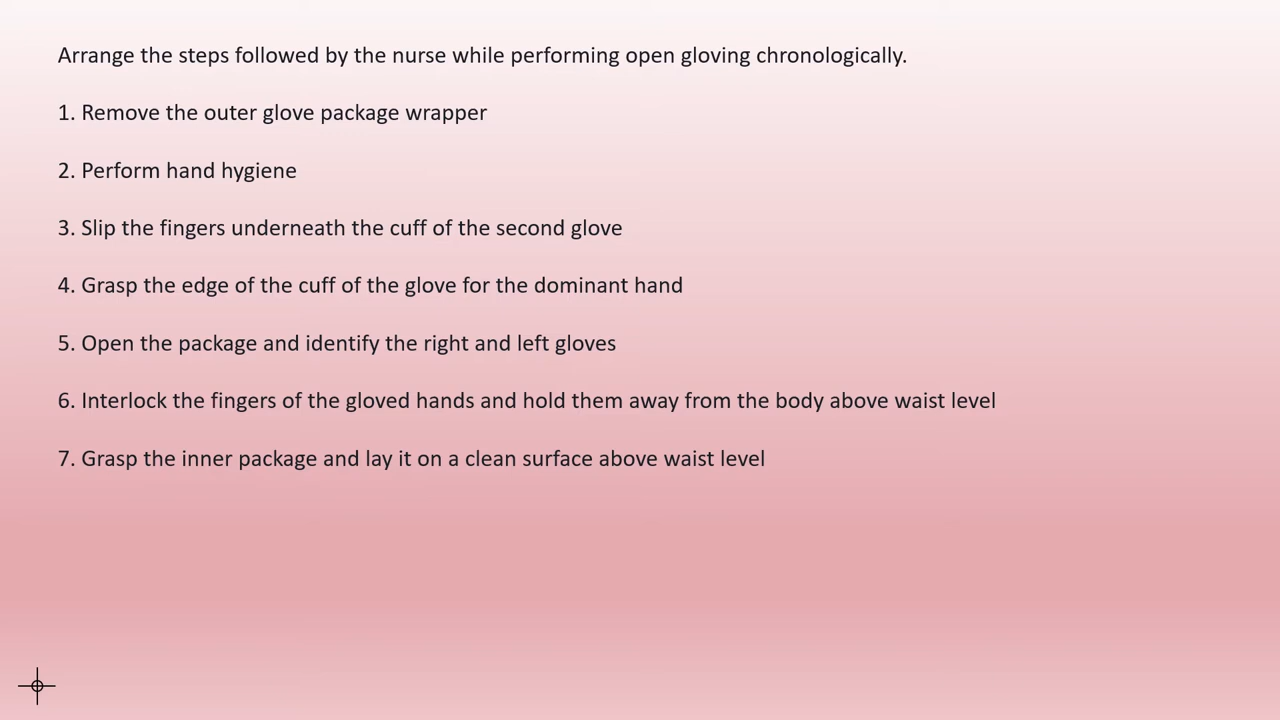 Arrange the steps followed by the nurse while performing open gloving chronologically.
1. Remove the outer glove package wrapper
2. Perform hand hygiene
3. Slip the fingers underneath the cuff of the second glove
4. Grasp the edge of the cuff of the glove for the dominant hand
5. Open the package and identify the right and left gloves
6. Interlock the fingers of the gloved hands and hold them away from the body above waist level
7. Grasp the inner package and lay it on a clean surface above waist level